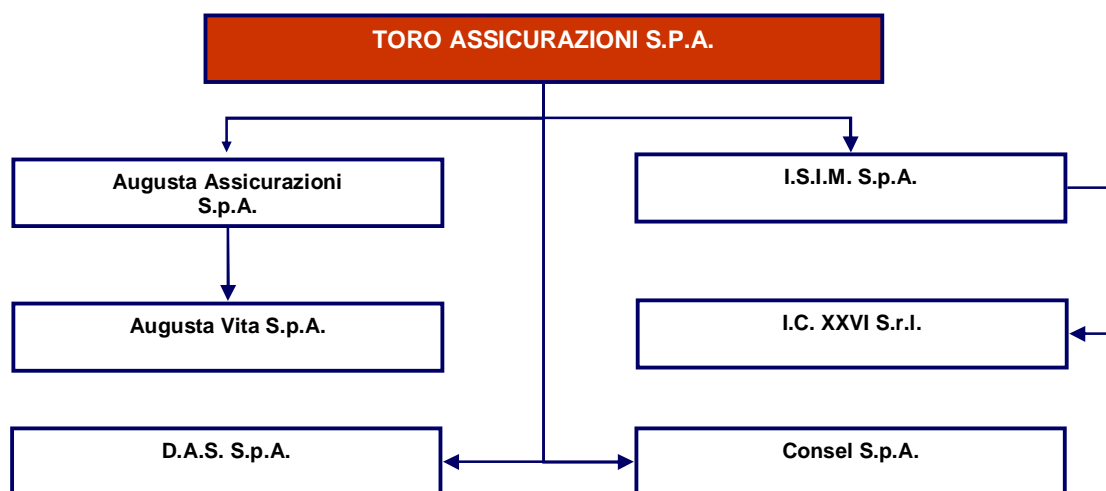 TORO ASSICURAZIONI S.P.A.
Augusta Assicurazioni
S.p.A.
I.S.I.M. S.p.A.
Augusta Vita S.p.A.
I.C. XXVI S.r.l.
D.A.S. S.p.A.
Consel S.p.A.